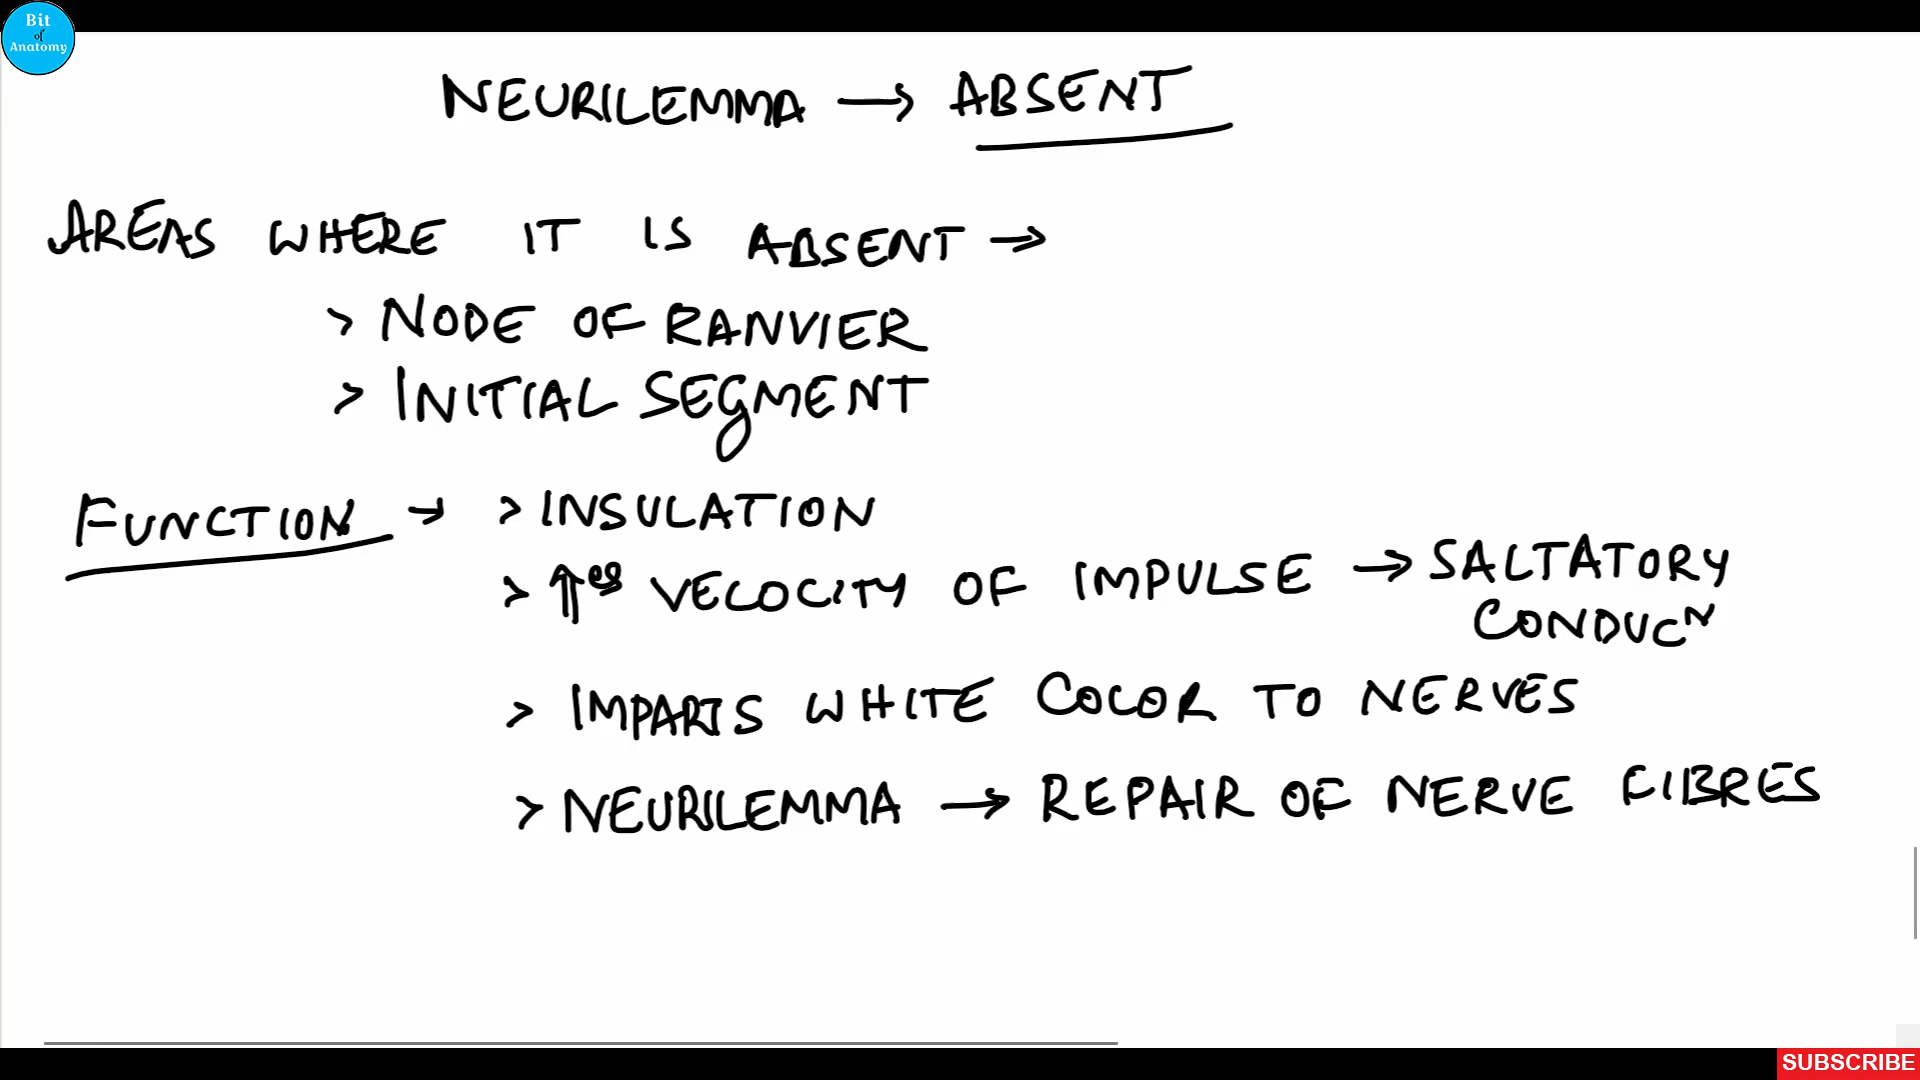 Bit
of
Anatomy
NEURILEMMA → ABSENT
AREAS WHERE IT IS ABSENT →
> NODE OF RANVIER
> INITIAL SEGMENT
FUNCTION → > INSULATION
> ↑es VELOCITY OF IMPULSE → SALTATORY
CONDUCN
> IMPARTS WHITE COLOR TO NERVES
> NEURILEMMA → REPAIR OF NERVE FIBRES
SUBSCRIBE